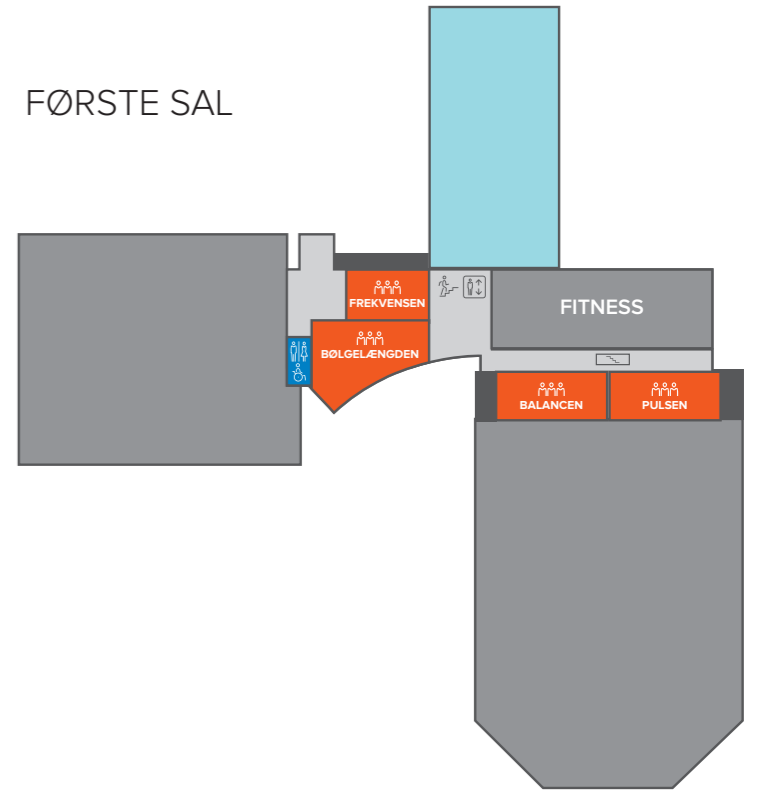 FØRSTE SAL
FREKVENSEN
FITNESS
BØLGELÆNGDEN
BALANCEN
PULSEN